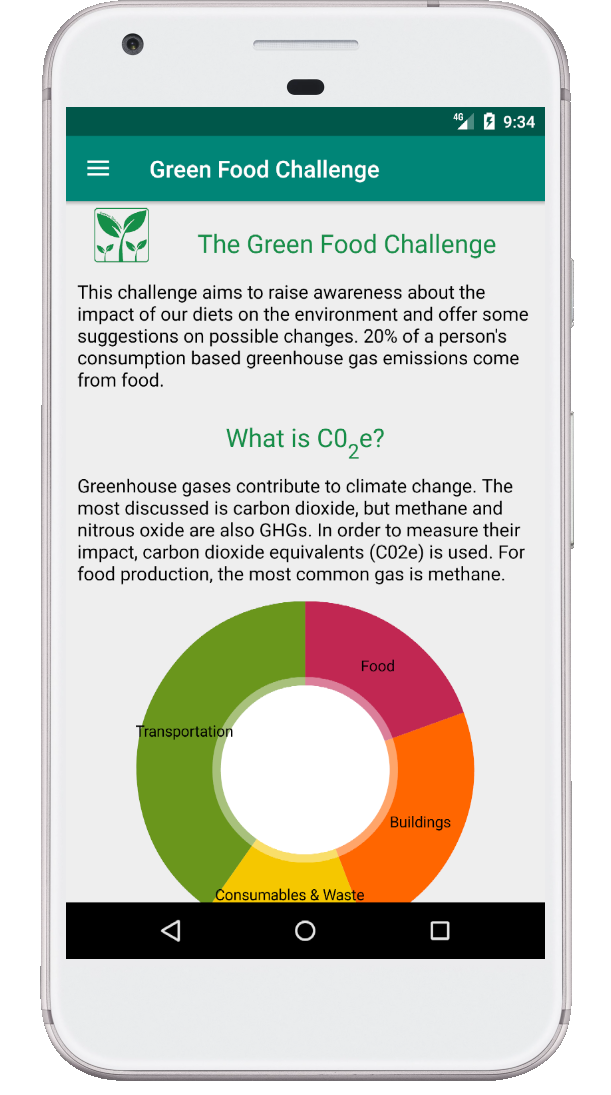 4G 9:34
Green Food Challenge
The Green Food Challenge
This challenge aims to raise awareness about the
impact of our diets on the environment and offer some
suggestions on possible changes. 20% of a person's
consumption based greenhouse gas emissions come
from food.
What is C0₂e?
Greenhouse gases contribute to climate change. The
most discussed is carbon dioxide, but methane and
nitrous oxide are also GHGs. In order to measure their
impact, carbon dioxide equivalents (C02e) is used. For
food production, the most common gas is methane.
Food
Transportation
Buildings
Consumables & Waste